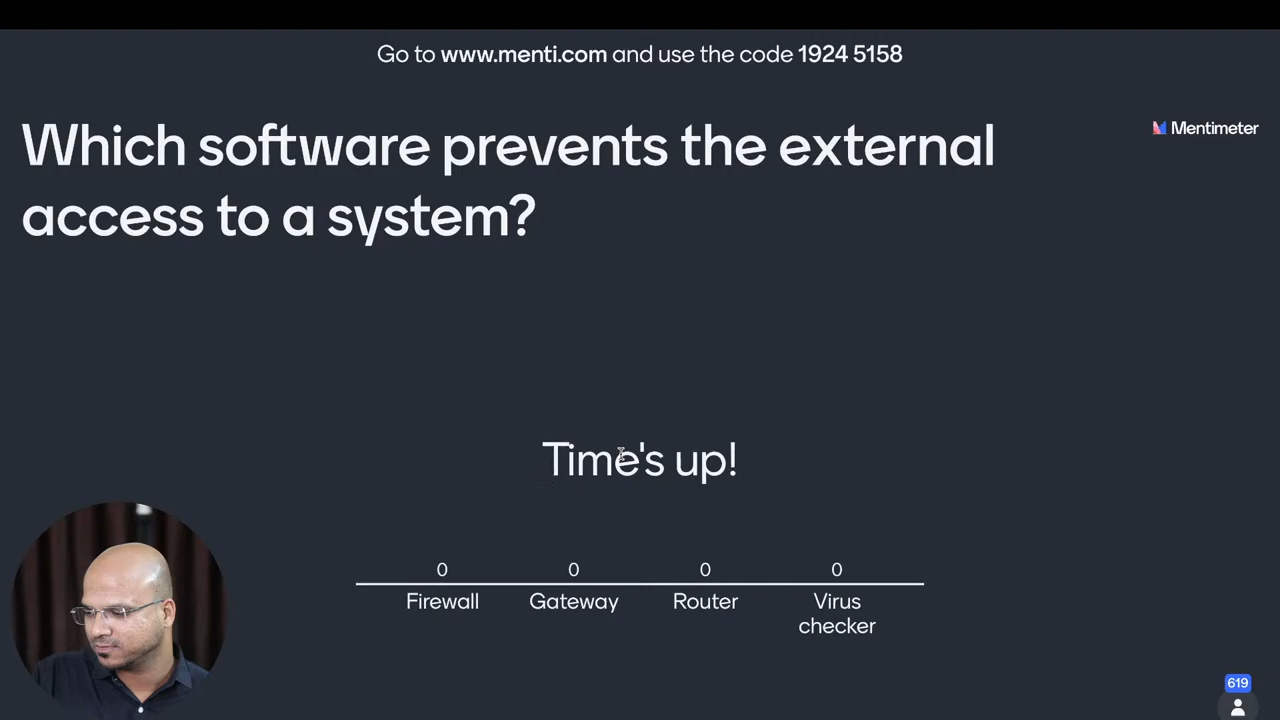 Go to www.menti.com and use the code 1924 5158
Which software prevents the external
access to a system?
Mentimeter
Time's up!
0 0 0 0
Firewall Gateway Router Virus
checker
619